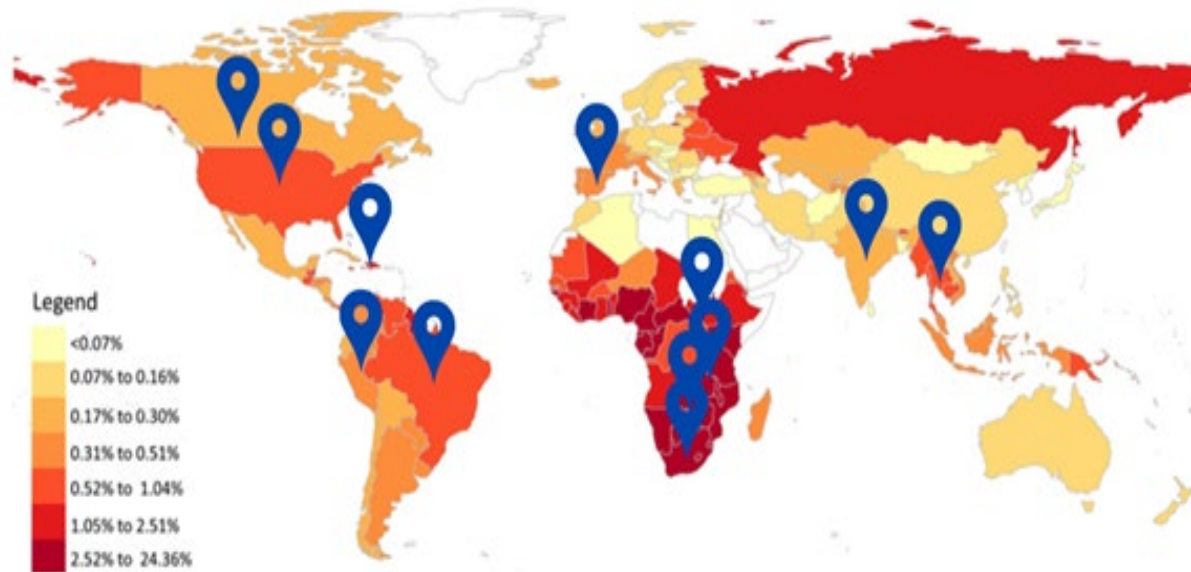 Legend
<0.07%
0.07% to 0.16%
0.17% to 0.30%
0.31% to 0.51%
0.52% to 1.04%
1.05% to 2.51%
2.52% to 24.36%